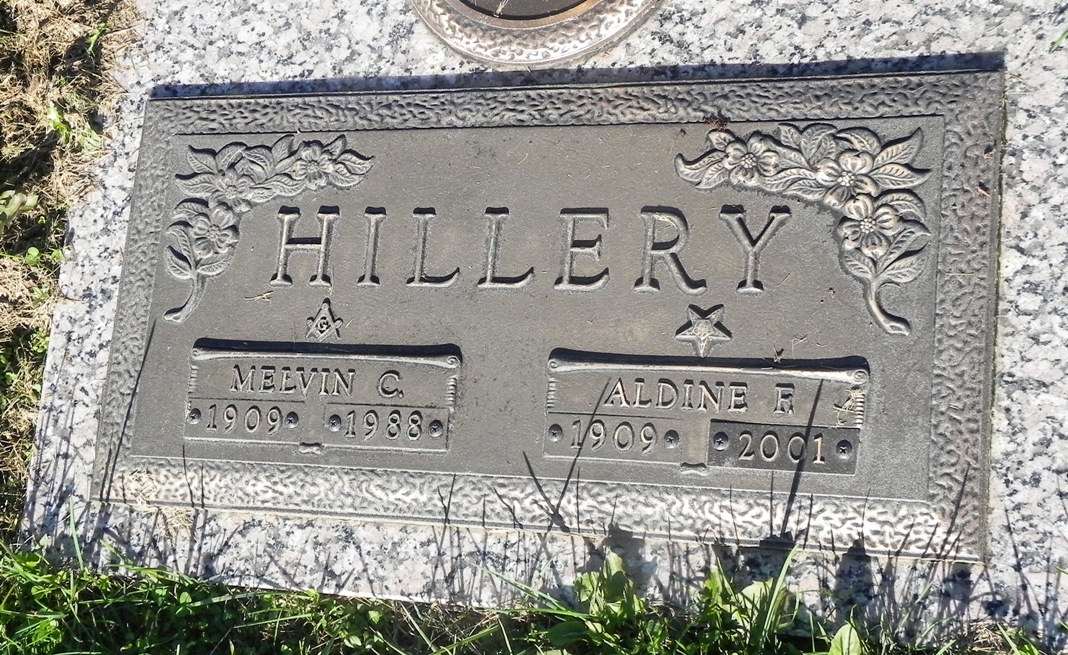 HILLERY
G
MELVIN C.
1909 1988
ALDINE F.
1909 2001